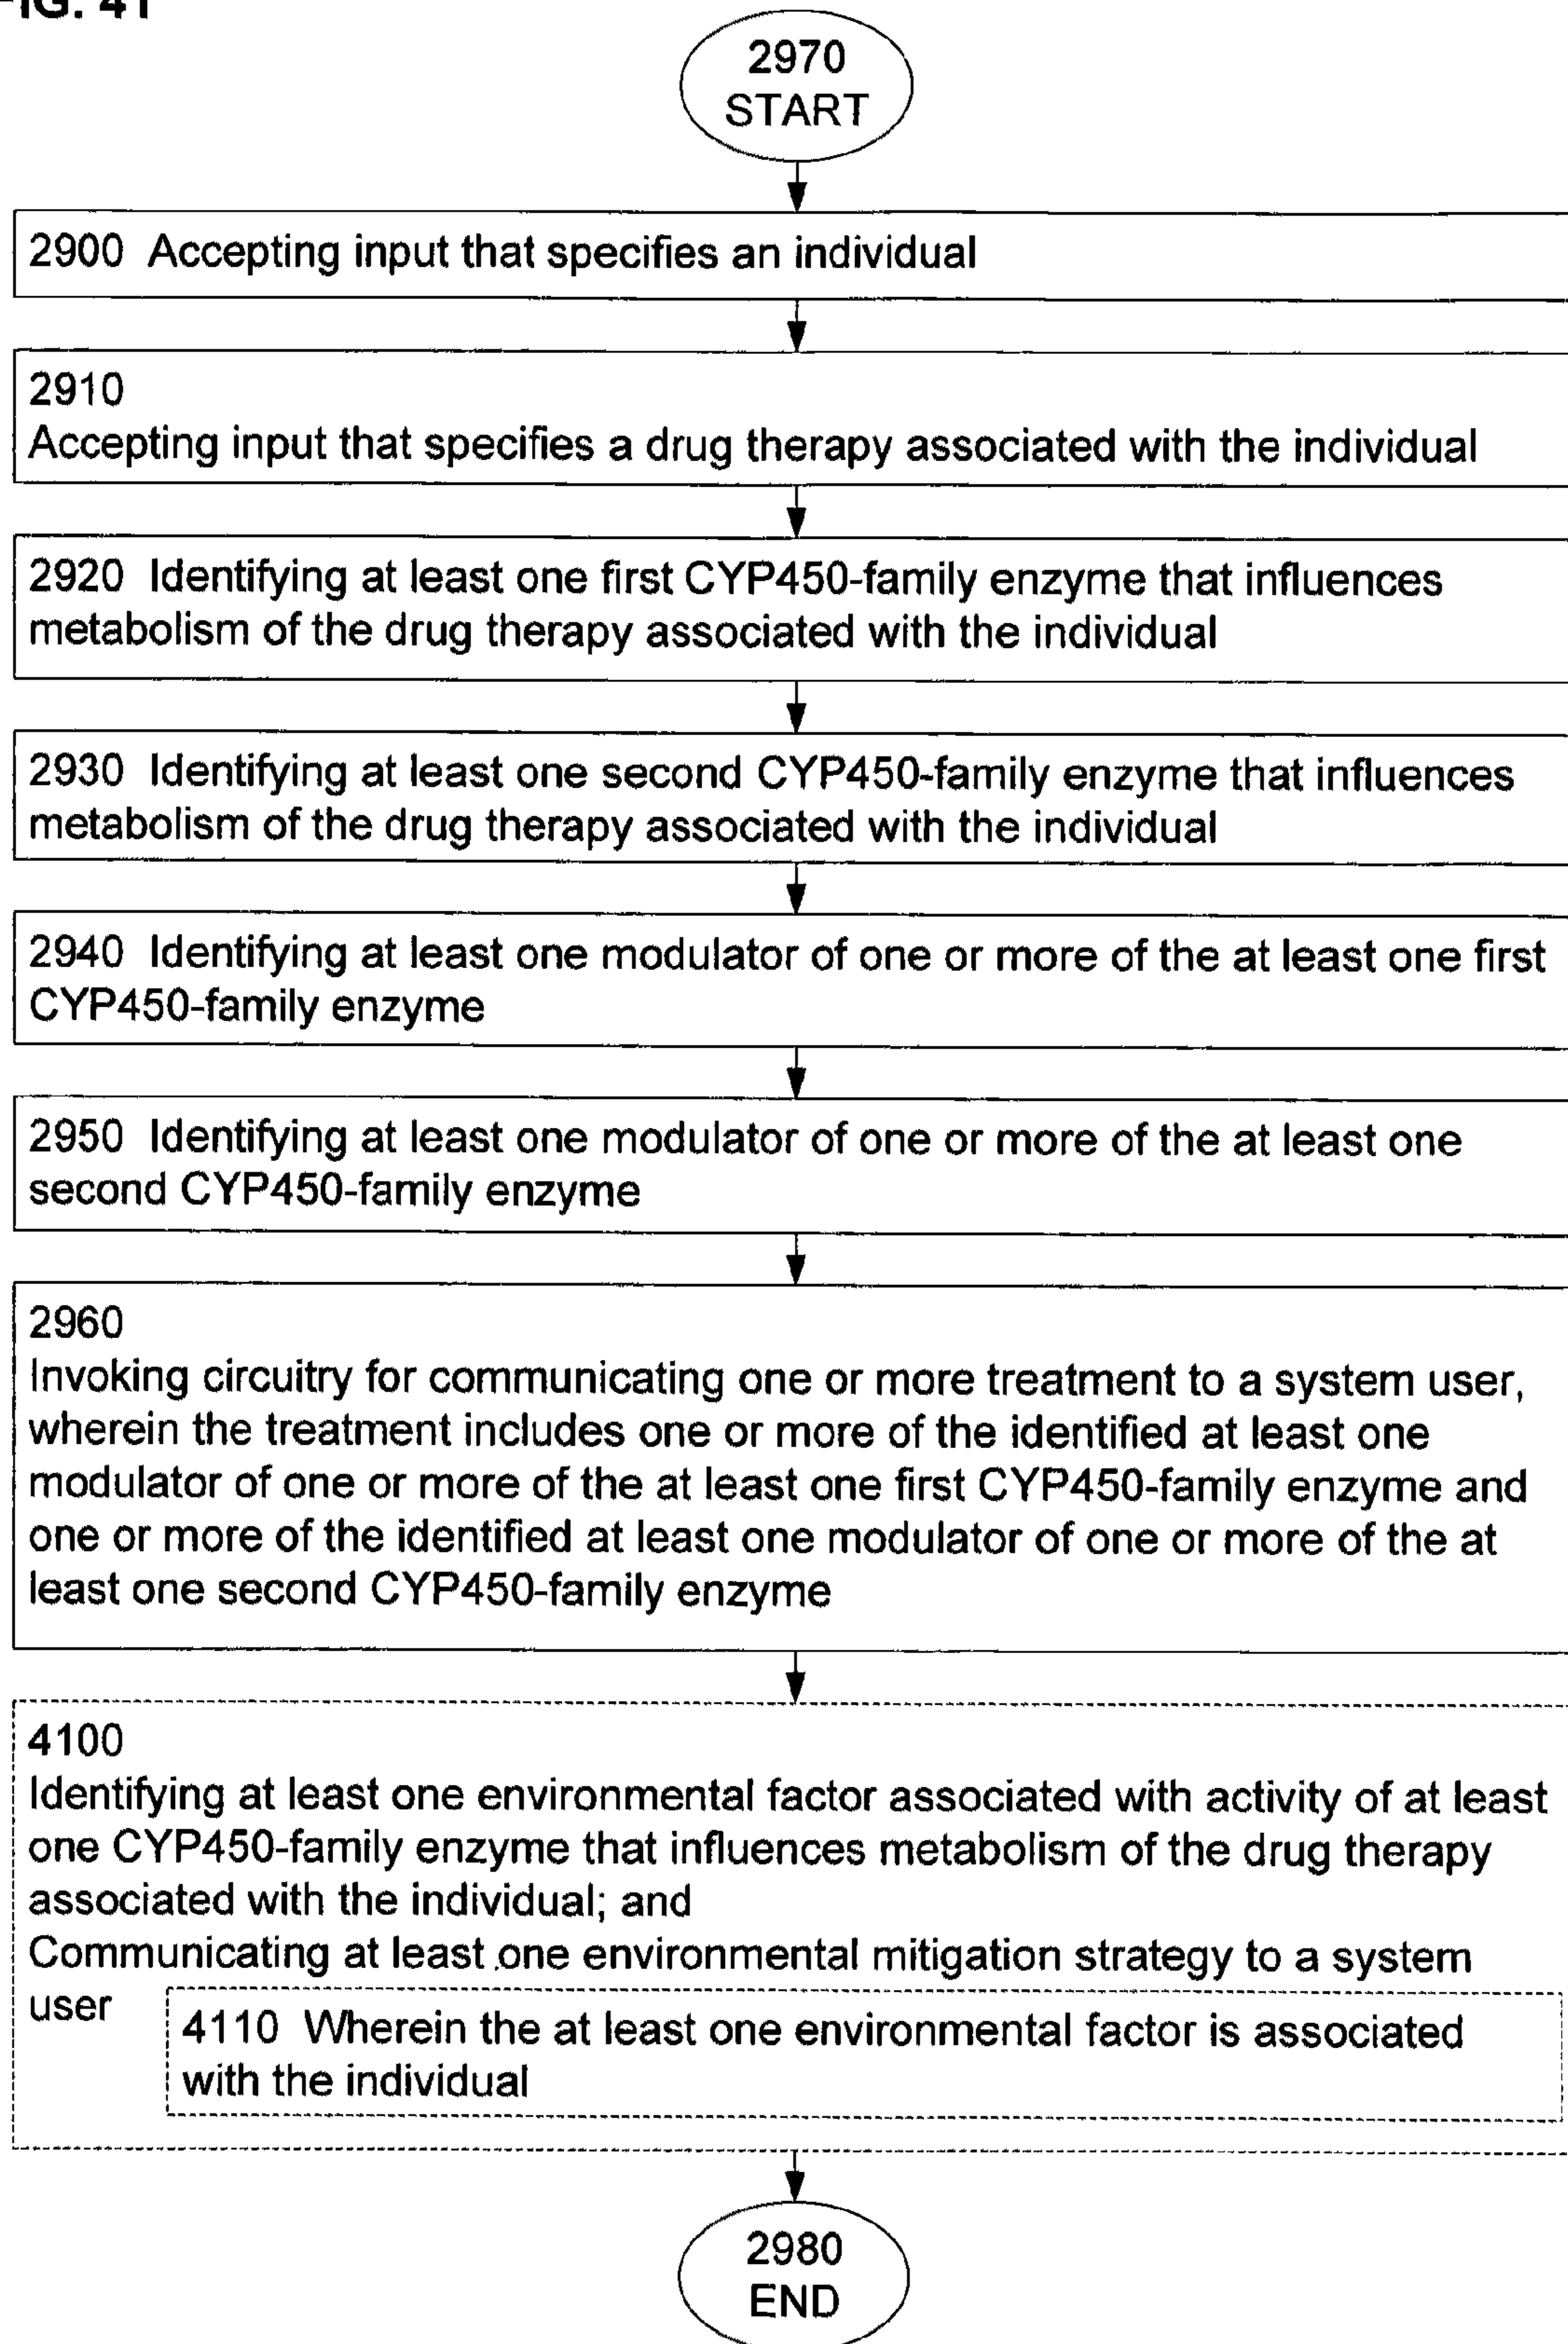 FIG. 41
2970
START
2900 Accepting input that specifies an individual
2910
Accepting input that specifies a drug therapy associated with the individual
2920 Identifying at least one first CYP450-family enzyme that influences
metabolism of the drug therapy associated with the individual
2930 Identifying at least one second CYP450-family enzyme that influences
metabolism of the drug therapy associated with the individual
2940 Identifying at least one modulator of one or more of the at least one first
CYP450-family enzyme
2950 Identifying at least one modulator of one or more of the at least one
second CYP450-family enzyme
2960
Invoking circuitry for communicating one or more treatment to a system user,
wherein the treatment includes one or more of the identified at least one
modulator of one or more of the at least one first CYP450-family enzyme and
one or more of the identified at least one modulator of one or more of the at
least one second CYP450-family enzyme
4100
Identifying at least one environmental factor associated with activity of at least
one CYP450-family enzyme that influences metabolism of the drug therapy
associated with the individual; and
Communicating at least one environmental mitigation strategy to a system
user
4110 Wherein the at least one environmental factor is associated
with the individual
2980
END